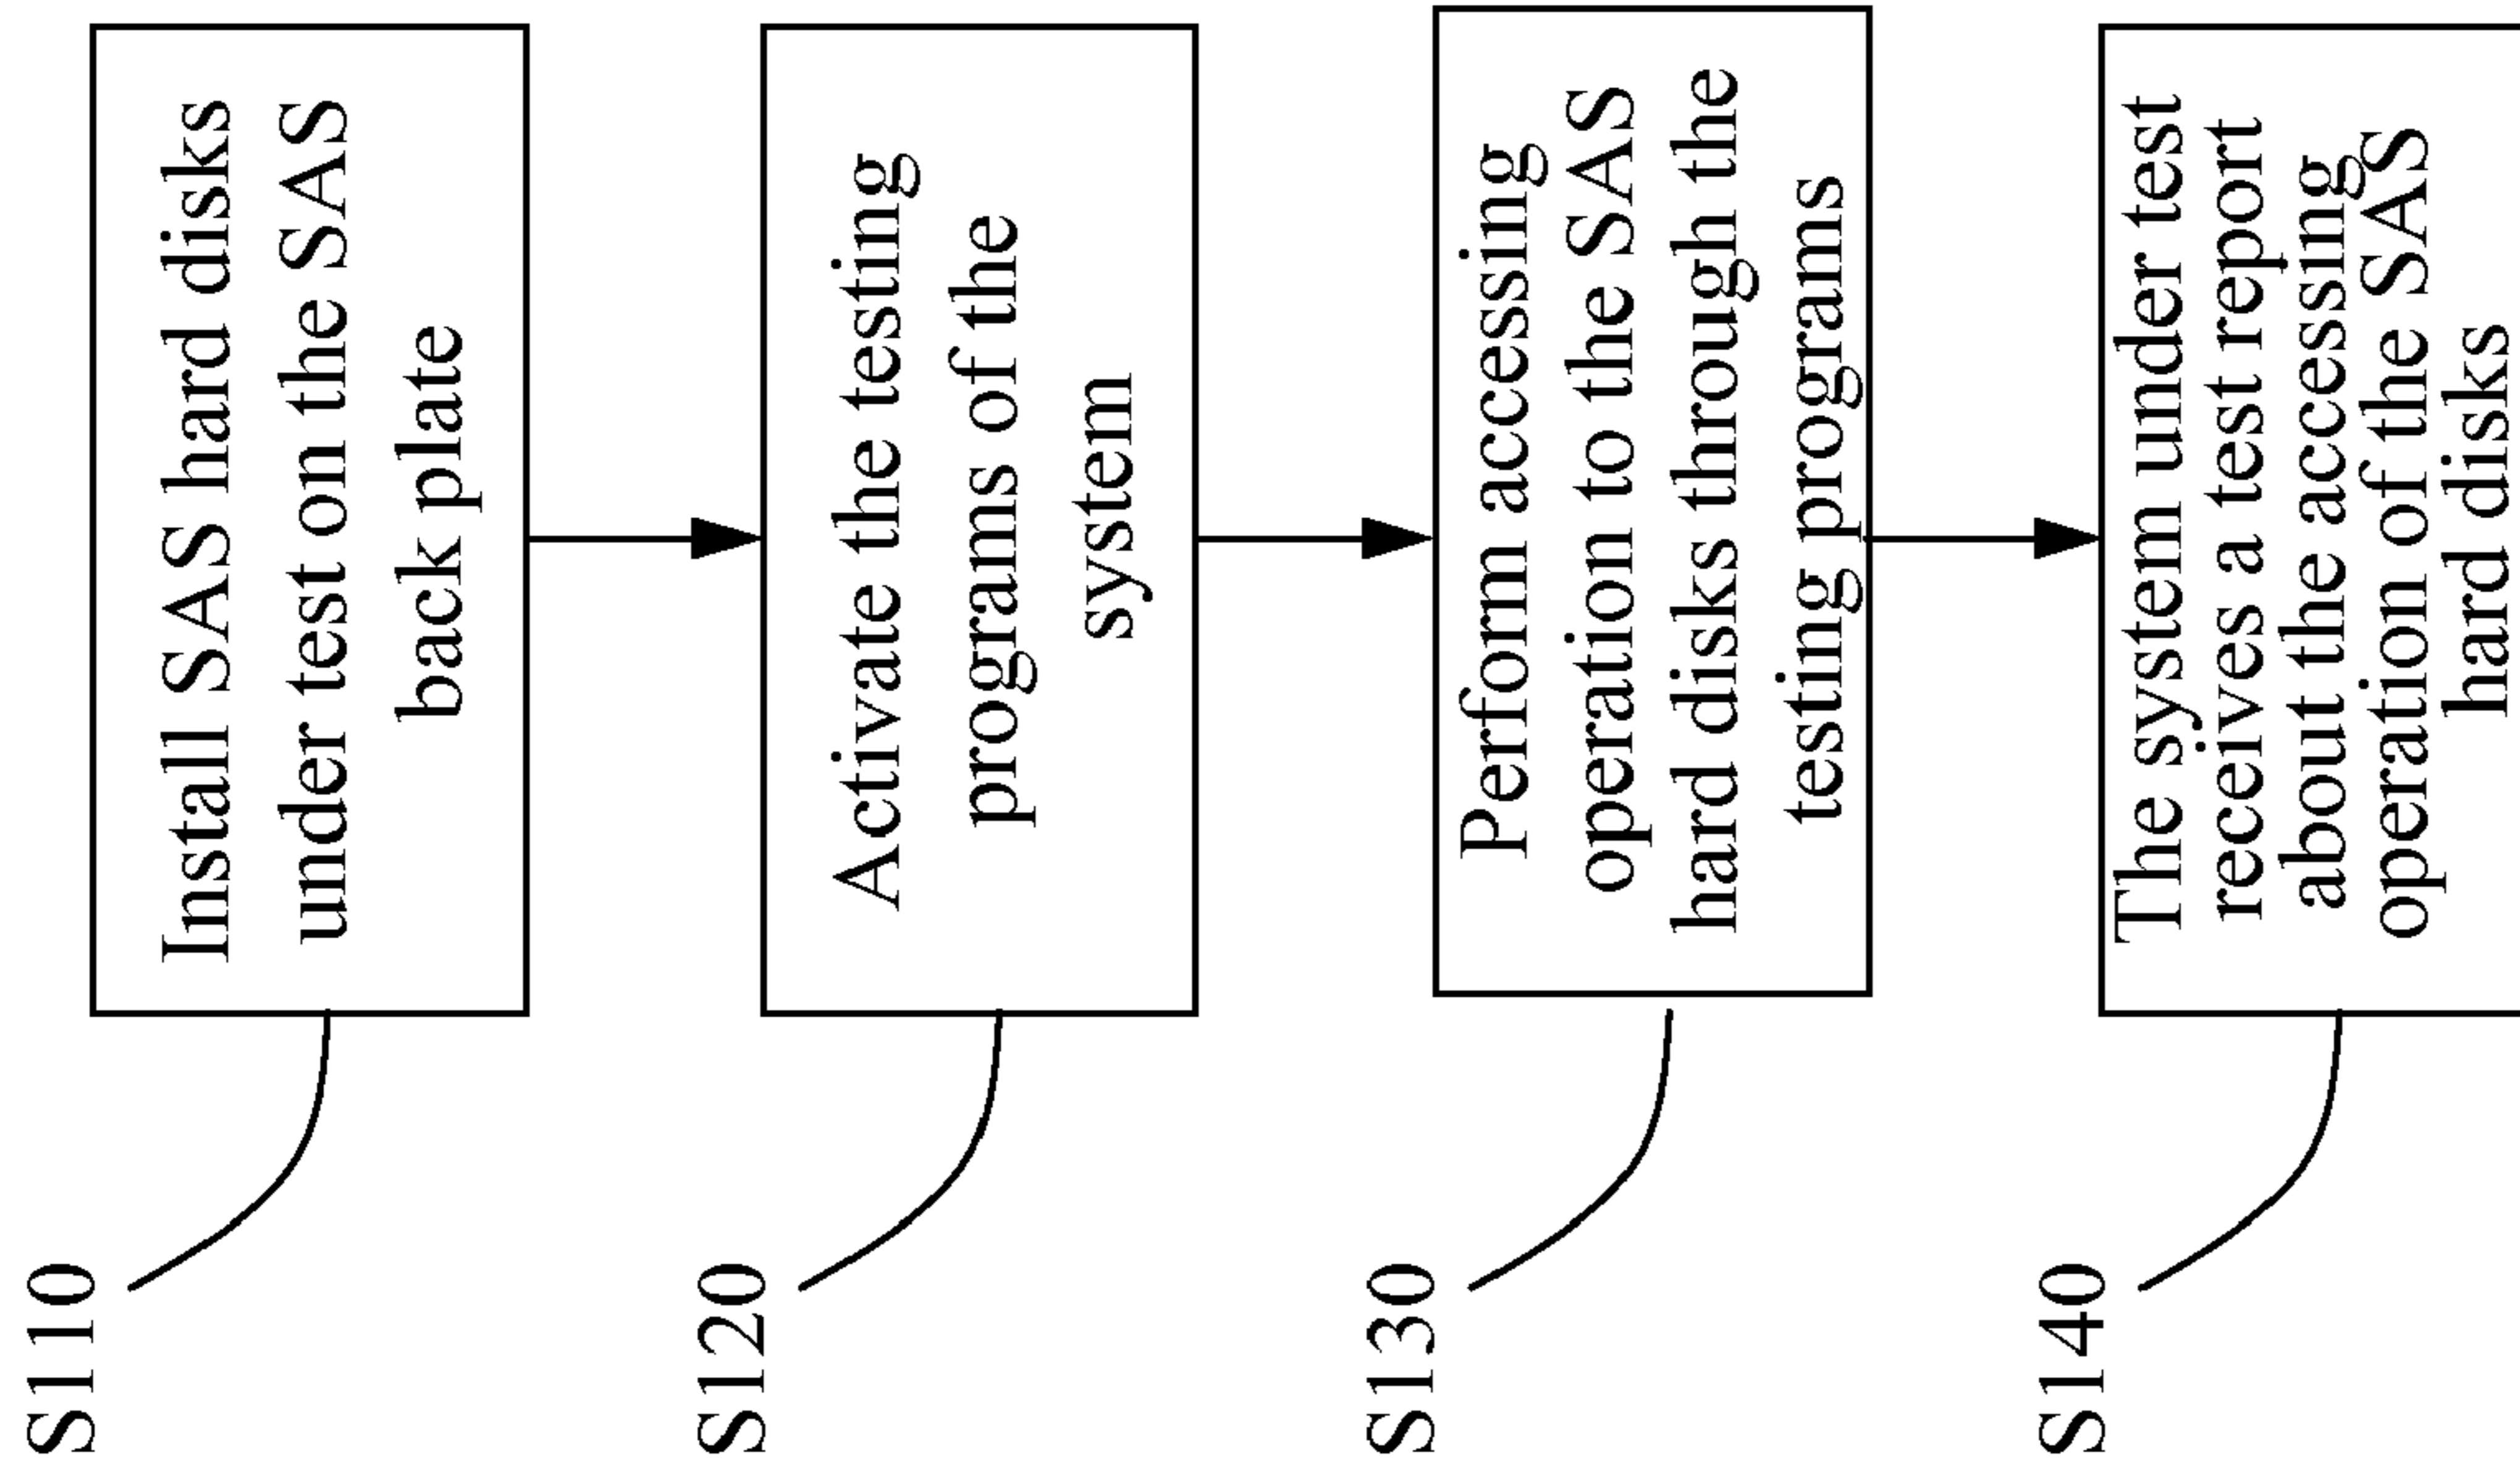 S110
Install SAS hard disks
under test on the SAS
back plate
S120
Activate the testing
programs of the
system
S130
Perform accessing
operation to the SAS
hard disks through the
testing programs
S140
The system under test
receives a test report
about the accessing
operation of the SAS
hard disks